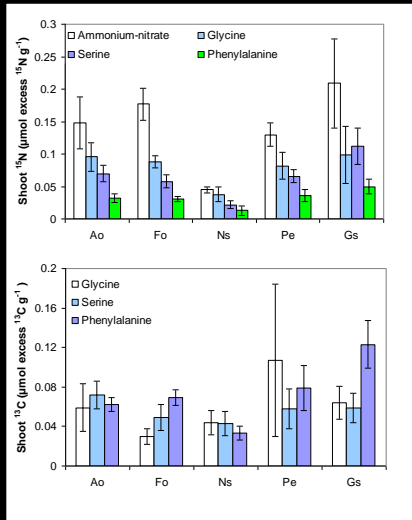 0.3
0.25
0.2
0.15
0.1
0.05
0
Shoot ¹⁵N (µmol excess ¹⁵N g⁻¹)
Ammonium-nitrate Glycine
Serine Phenylalanine
Ao Fo Ns Pe Gs
0.2
0.16
0.12
0.08
0.04
0
Shoot ¹³C (µmol excess ¹³C g⁻¹)
Glycine
Serine
Phenylalanine
Ao Fo Ns Pe Gs